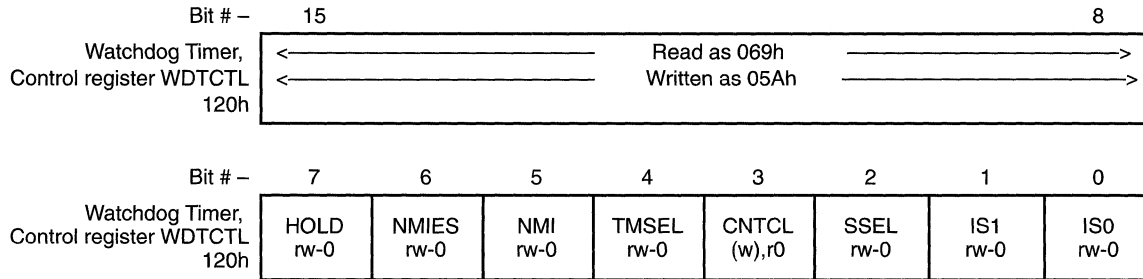 Bit # – 15 8
Watchdog Timer, <———— Read as 069h ————>
Control register WDTCTL <———— Written as 05Ah ————>
120h
Bit # – 7 6 5 4 3 2 1 0
Watchdog Timer, HOLD NMIES NMI TMSEL CNTCL SSEL IS1 IS0
Control register WDTCTL rw-0 rw-0 rw-0 rw-0 (w),r0 rw-0 rw-0 rw-0
120h